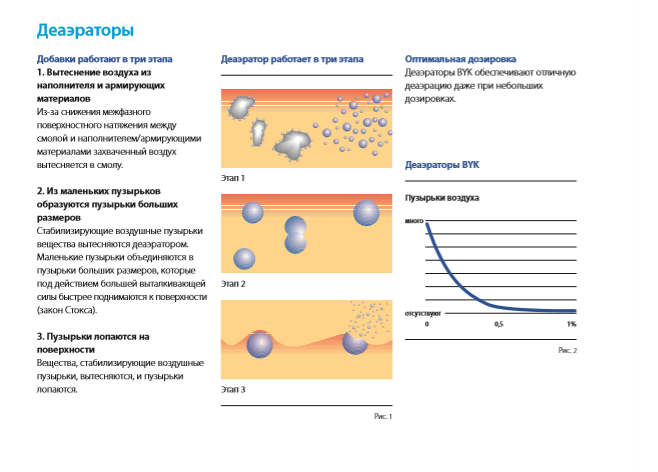 Деаэраторы
Добавки работают в три этапа
1. Вытеснение воздуха из
наполнителя и армирующих
материалов
Из-за снижения межфазного
поверхностного натяжения между
смолой и наполнителем/армирующими
материалами захваченный воздух
вытесняется в смолу.
2. Из маленьких пузырьков
образуются пузырьки больших
размеров
Стабилизирующие воздушные пузырьки
вещества вытесняются деаэратором.
Маленькие пузырьки объединяются в
пузырьки больших размеров, которые
под действием большей выталкивающей
силы быстрее поднимаются к поверхности
(закон Стокса).
3. Пузырьки лопаются на
поверхности
Вещества, стабилизирующие воздушные
пузырьки, вытесняются, и пузырьки
лопаются.
Деаэратор работает в три этапа
Этап 1
Этап 2
Этап 3
Рис. 1
Оптимальная дозировка
Деаэраторы BYK обеспечивают отличную
деаэрацию даже при небольших
дозировках.
Деаэраторы BYK
Пузырьки воздуха
много
отсутствуют
0 0,5 1%
Рис. 2